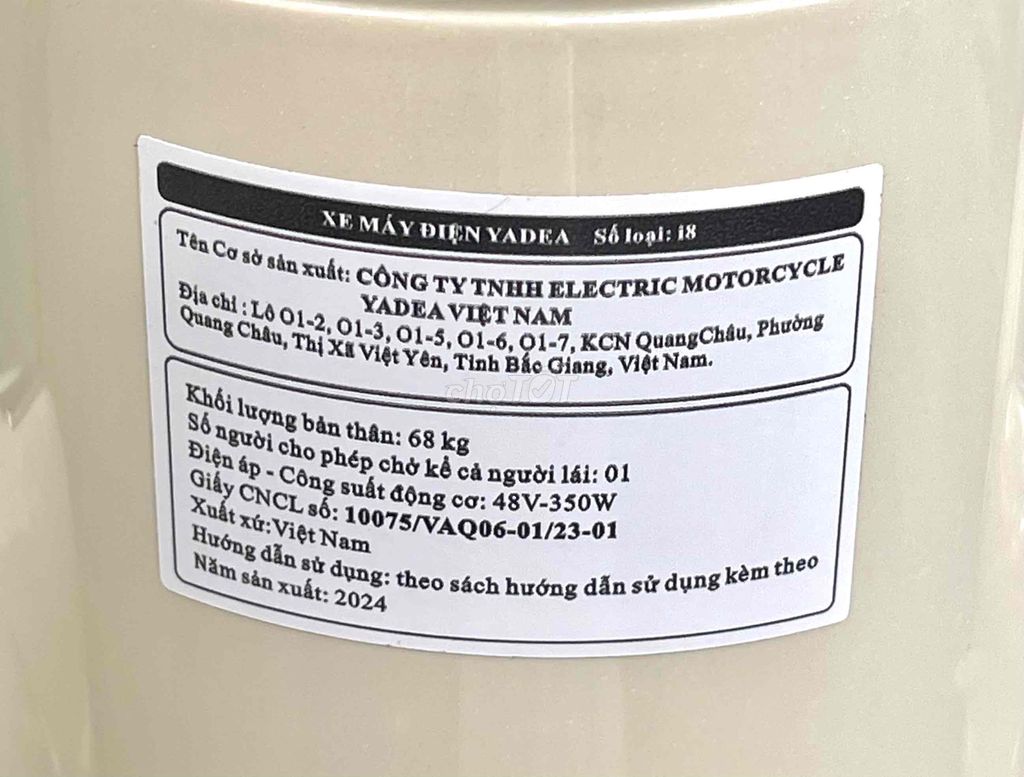 XE MÁY ĐIỆN YADEA Số loại: i8
Tên Cơ sở sản xuất: CÔNG TY TNHH ELECTRIC MOTORCYCLE
YADEA VIỆT NAM
Địa chỉ : Lô O1-2, O1-3, O1-5, O1-6, O1-7, KCN QuangChâu, Phường
Quang Châu, Thị Xã Việt Yên, Tỉnh Bắc Giang, Việt Nam.
chợTỐT
Khối lượng bản thân: 68 kg
Số người cho phép chở kể cả người lái: 01
Điện áp - Công suất động cơ: 48V-350W
Giấy CNCL số: 10075/VAQ06-01/23-01
Xuất xứ:Việt Nam
Hướng dẫn sử dụng: theo sách hướng dẫn sử dụng kèm theo
Năm sản xuất: 2024